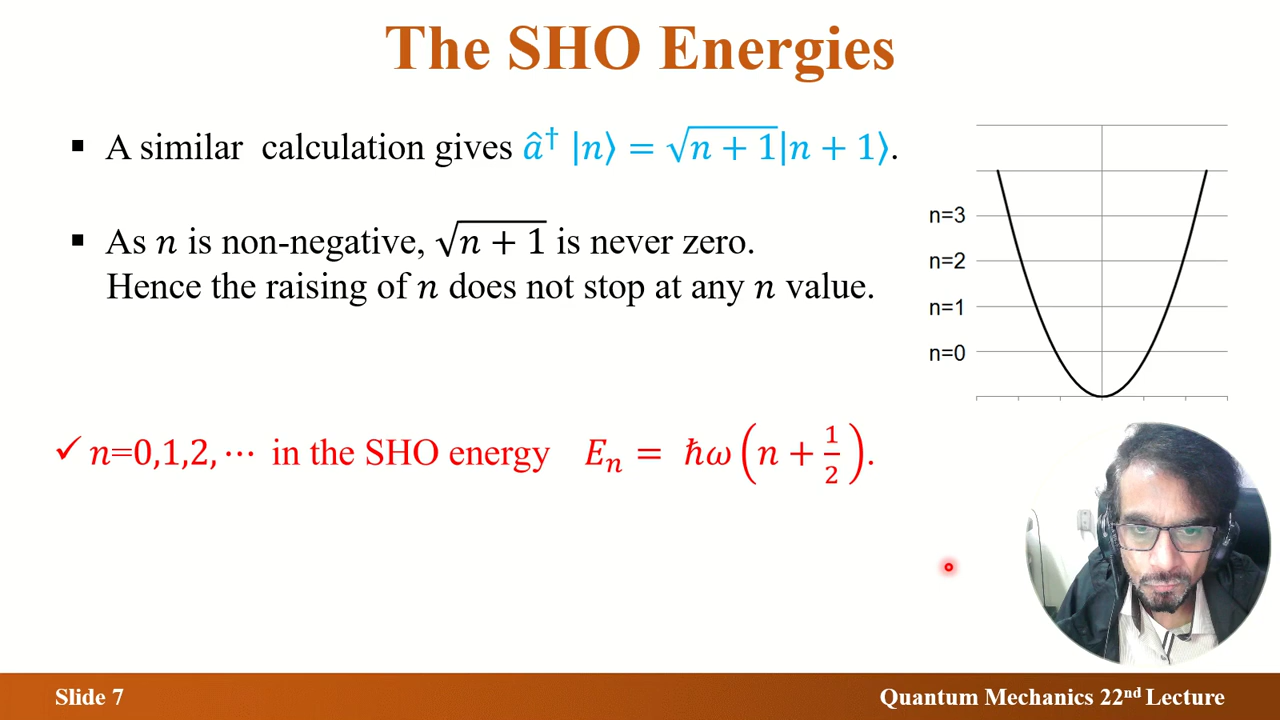 The SHO Energies
▪ A similar calculation gives â† |n⟩ = √(n + 1)|n + 1⟩.
▪ As n is non-negative, √(n + 1) is never zero.
Hence the raising of n does not stop at any n value.
n=3
n=2
n=1
n=0
✓ n=0,1,2, ⋯ in the SHO energy Eₙ = ħω(n + 1/2).
Slide 7
Quantum Mechanics 22nd Lecture